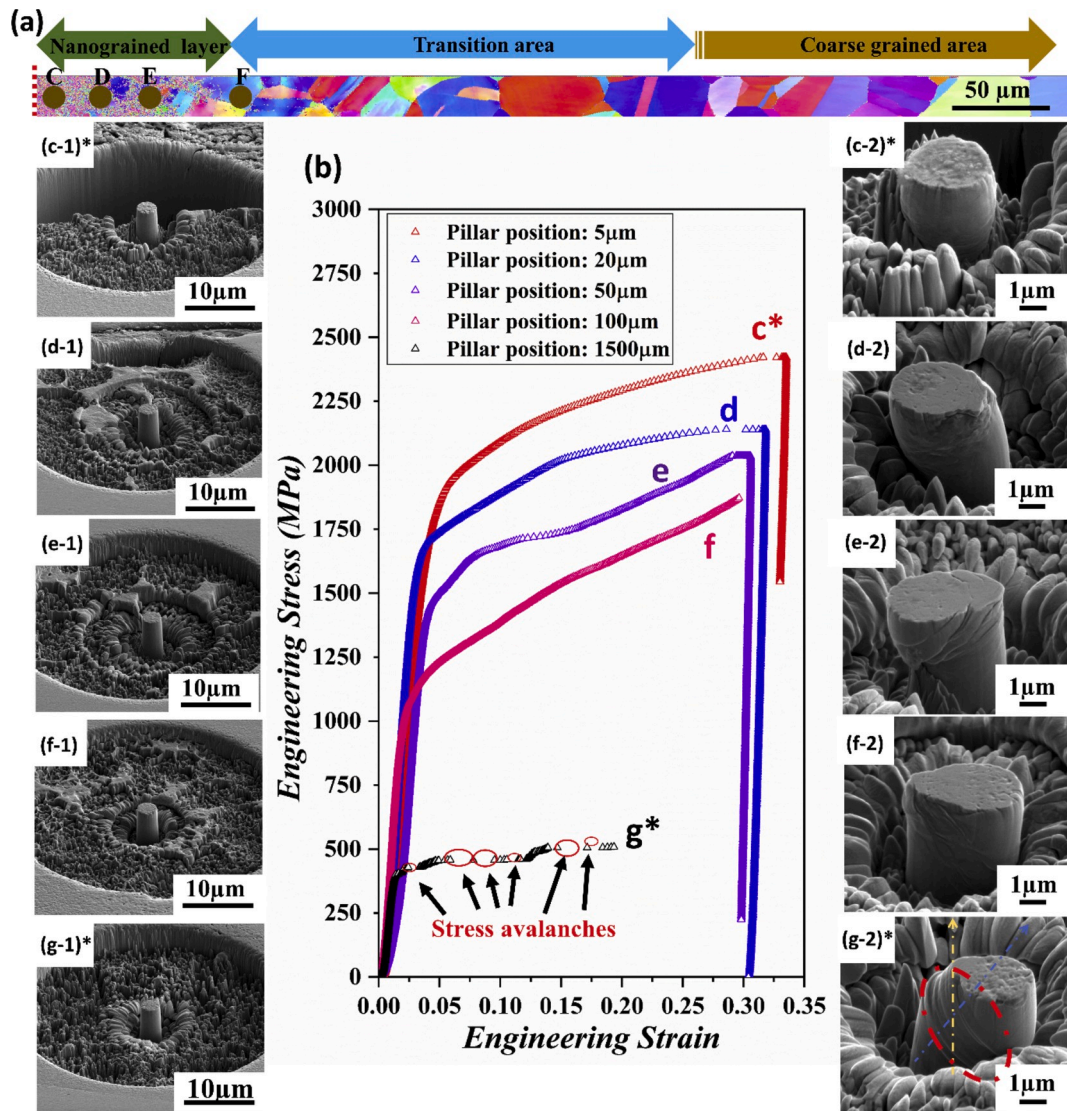 (a)
Nanograined layer
Transition area
Coarse grained area
C D E F
50 μm
(c-1)*
10μm
(d-1)
10μm
(e-1)
10μm
(f-1)
10μm
(g-1)*
10μm
(b)
Engineering Stress (MPa)
3000
2750
2500
2250
2000
1750
1500
1250
1000
750
500
250
0
Pillar position: 5μm
Pillar position: 20μm
Pillar position: 50μm
Pillar position: 100μm
Pillar position: 1500μm
c*
d
e
f
g*
Stress avalanches
0.00 0.05 0.10 0.15 0.20 0.25 0.30 0.35
Engineering Strain
(c-2)*
1μm
(d-2)
1μm
(e-2)
1μm
(f-2)
1μm
(g-2)*
1μm